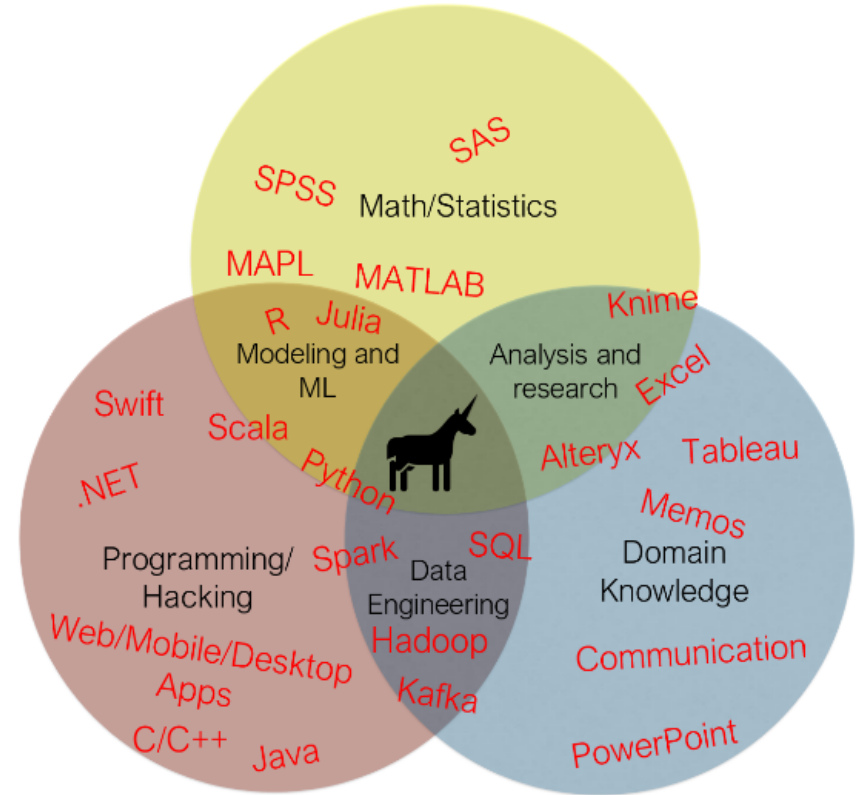 SAS
SPSS
Math/Statistics
MAPL
MATLAB
Knime
R
Julia
Modeling and
ML
Analysis and
research
Excel
Swift
Scala
Alteryx
Tableau
Python
.NET
Memos
Spark
SQL
Programming/
Hacking
Data
Engineering
Domain
Knowledge
Web/Mobile/Desktop
Apps
Hadoop
Communication
Kafka
C/C++
Java
PowerPoint